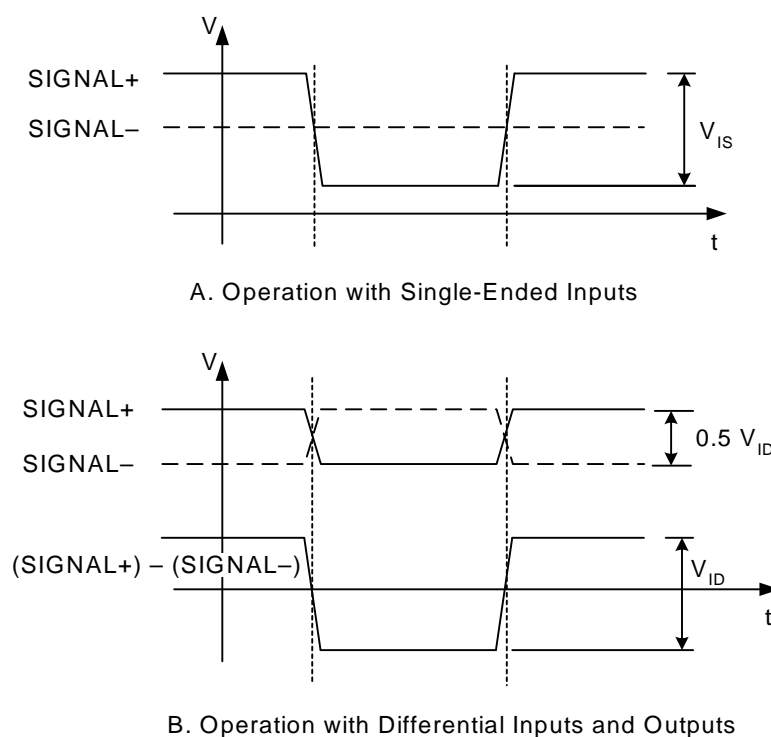 V
SIGNAL+
SIGNAL–
V_IS
t
A. Operation with Single-Ended Inputs
V
SIGNAL+
0.5 V_ID
SIGNAL–
(SIGNAL+) – (SIGNAL–)
V_ID
t
B. Operation with Differential Inputs and Outputs